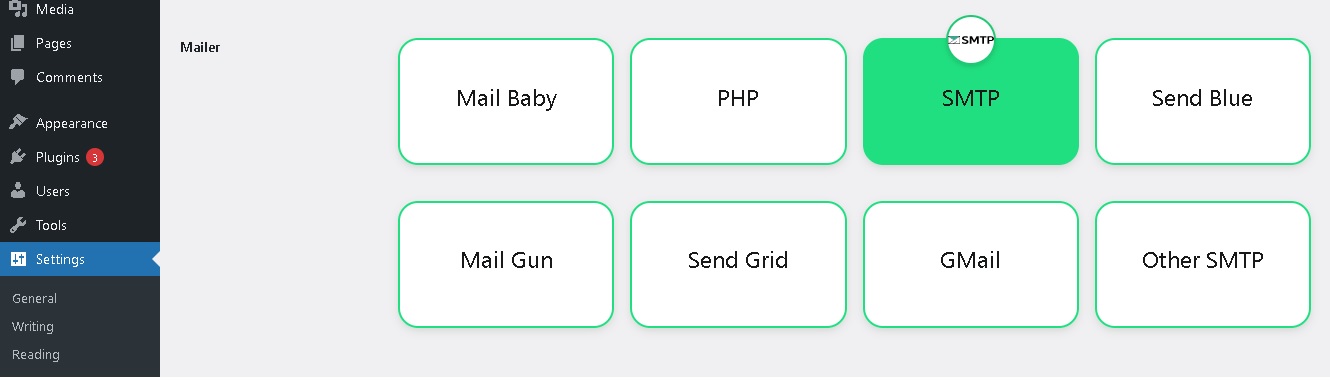 Media
Pages
Comments
Appearance
Plugins 3
Users
Tools
Settings
General
Writing
Reading
Mailer
SMTP
Mail Baby
PHP
SMTP
Send Blue
Mail Gun
Send Grid
GMail
Other SMTP